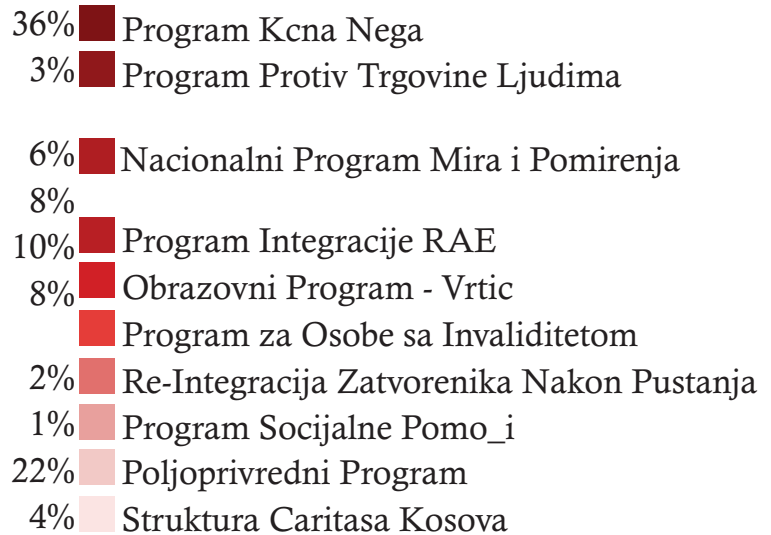 36% Program Kcna Nega
3% Program Protiv Trgovine Ljudima
6% Nacionalni Program Mira i Pomirenja
8%
10% Program Integracije RAE
8% Obrazovni Program - Vrtic
Program za Osobe sa Invaliditetom
2% Re-Integracija Zatvorenika Nakon Pustanja
1% Program Socijalne Pomo_i
22% Poljoprivredni Program
4% Struktura Caritasa Kosova